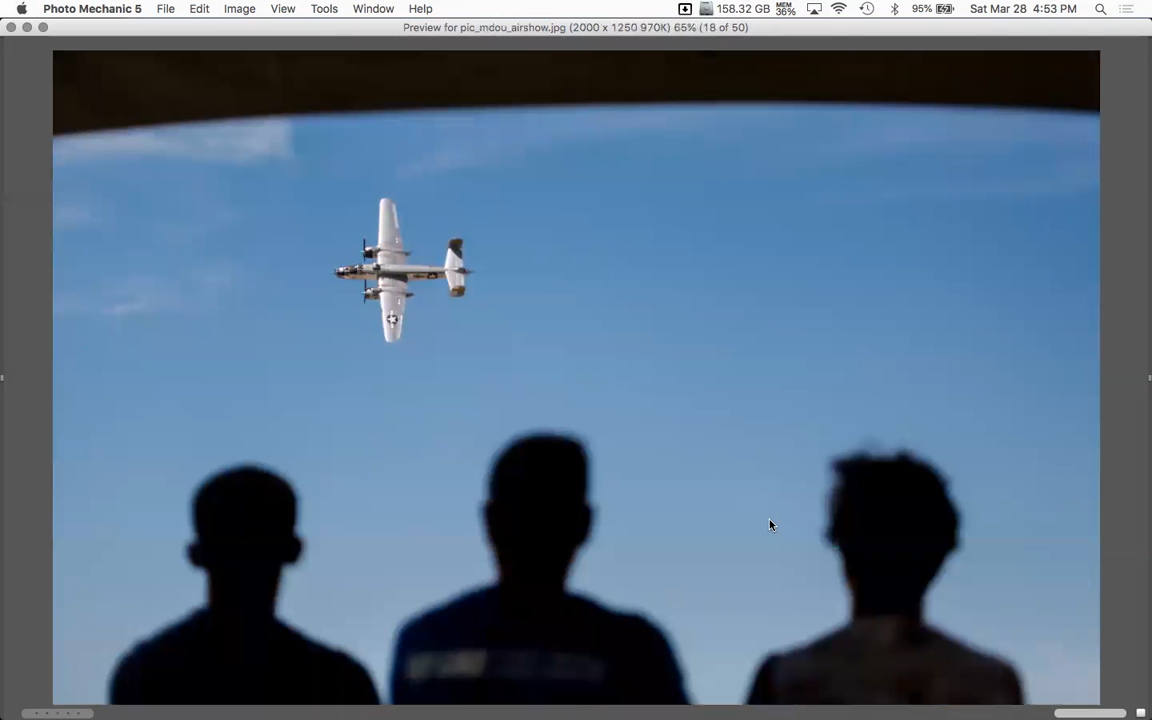 Photo Mechanic 5 File Edit Image View Tools Window Help 158.32 GB MEM 36% 95% Sat Mar 28 4:53 PM
Preview for pic_mdou_airshow.jpg (2000 x 1250 970K) 65% (18 of 50)